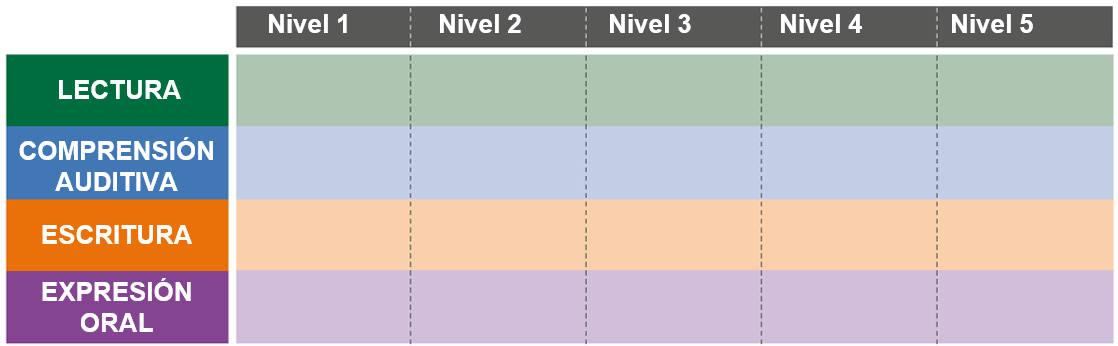 Nivel 1 Nivel 2 Nivel 3 Nivel 4 Nivel 5
LECTURA
COMPRENSIÓN
AUDITIVA
ESCRITURA
EXPRESIÓN
ORAL